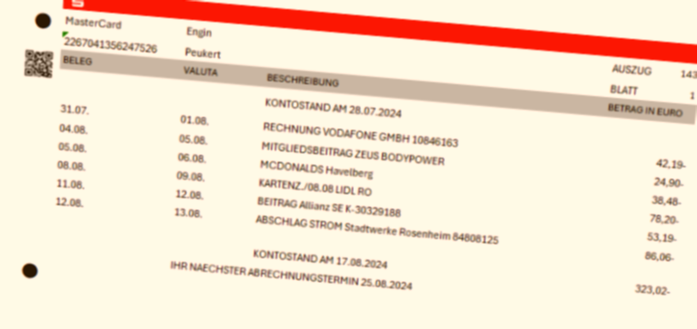 MasterCard Engin
2267041356247526 Peukert AUSZUG 143
BLATT 1
BELEG VALUTA BESCHREIBUNG BETRAG IN EURO
KONTOSTAND AM 28.07.2024
31.07. 01.08. RECHNUNG VODAFONE GMBH 10846163 42,19-
04.08. 05.08. MITGLIEDSBEITRAG ZEUS BODYPOWER 24,90-
05.08. 06.08. MCDONALDS Havelberg 38,48-
08.08. 09.08. KARTENZ./08.08 LIDL RO 78,20-
11.08. 12.08. BEITRAG Allianz SE K-30329188 53,19-
12.08. 13.08. ABSCHLAG STROM Stadtwerke Rosenheim 84808125 86,06-
KONTOSTAND AM 17.08.2024 323,02-
IHR NAECHSTER ABRECHNUNGSTERMIN 25.08.2024